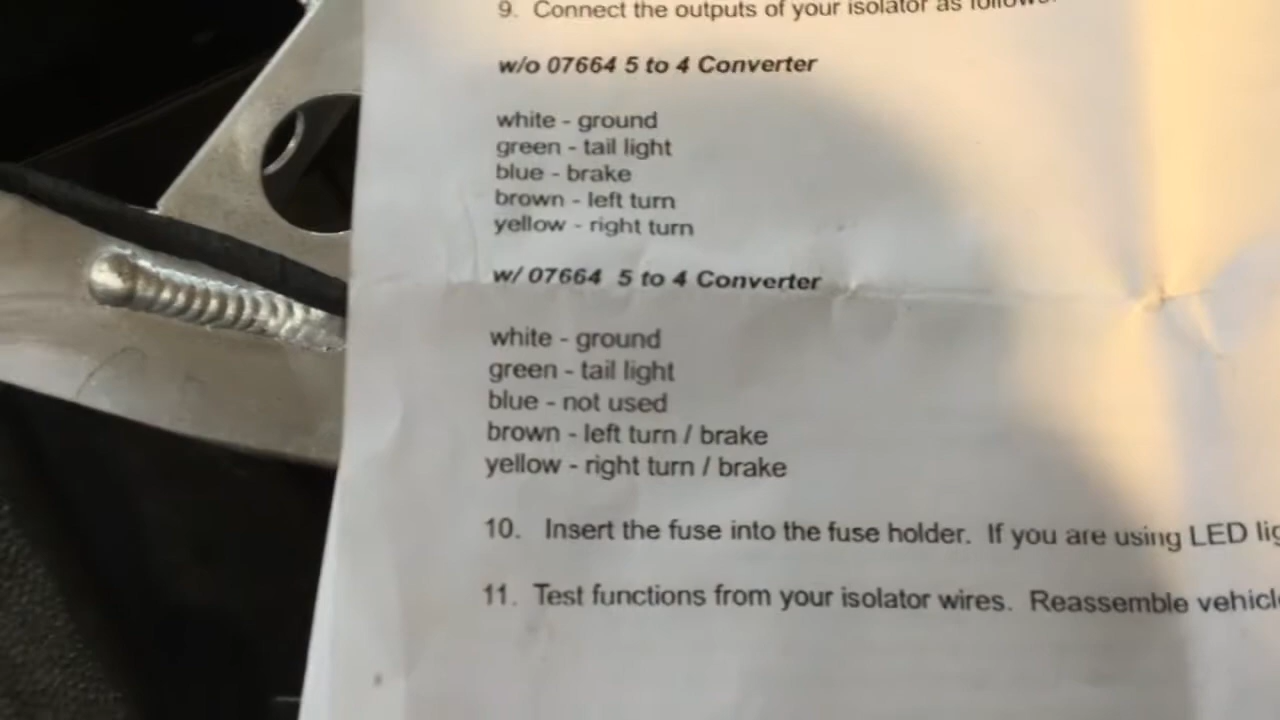 9. Connect the outputs of your isolator as follows:
w/o 07664 5 to 4 Converter
white - ground
green - tail light
blue - brake
brown - left turn
yellow - right turn
w/ 07664 5 to 4 Converter
white - ground
green - tail light
blue - not used
brown - left turn / brake
yellow - right turn / brake
10. Insert the fuse into the fuse holder. If you are using LED
11. Test functions from your isolator wires. Reassemble